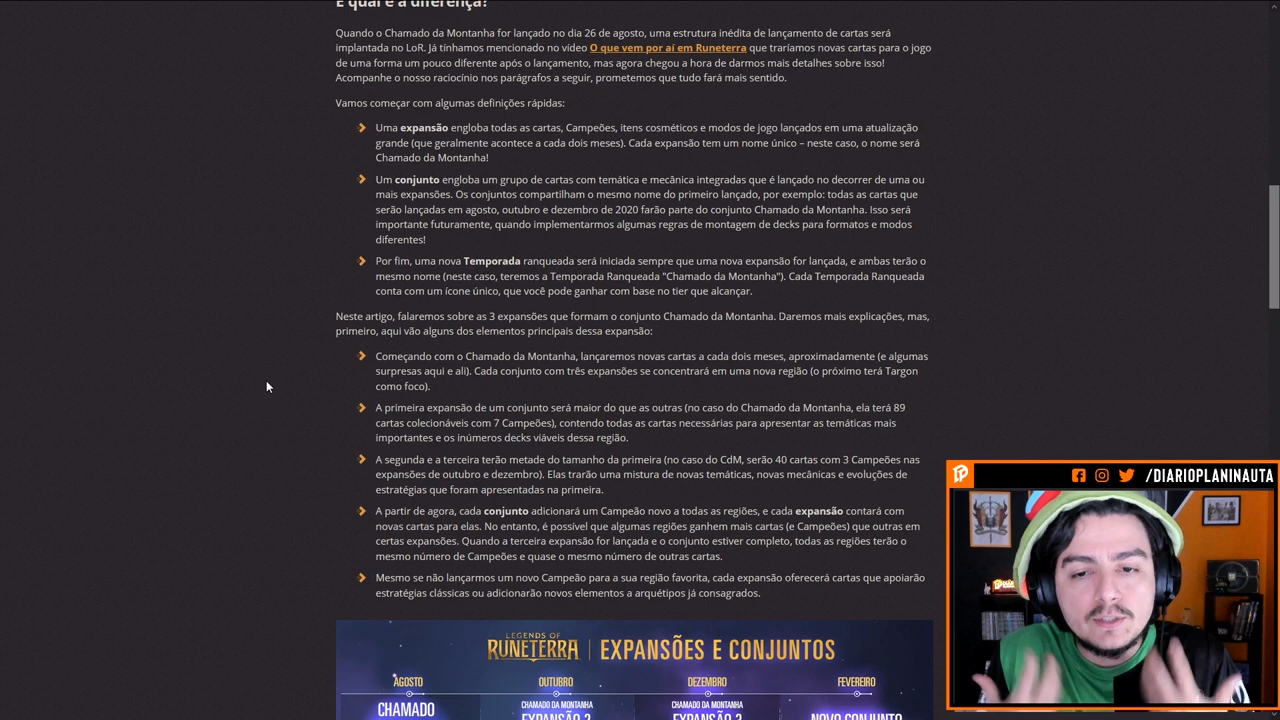 E qual é a diferença?
Quando o Chamado da Montanha for lançado no dia 26 de agosto, uma estrutura inédita de lançamento de cartas será
implantada no LoR. Já tínhamos mencionado no vídeo O que vem por aí em Runeterra que traríamos novas cartas para o jogo
de uma forma um pouco diferente após o lançamento, mas agora chegou a hora de darmos mais detalhes sobre isso!
Acompanhe o nosso raciocínio nos parágrafos a seguir, prometemos que tudo fará mais sentido.
Vamos começar com algumas definições rápidas:
Uma expansão engloba todas as cartas, Campeões, itens cosméticos e modos de jogo lançados em uma atualização
grande (que geralmente acontece a cada dois meses). Cada expansão tem um nome único – neste caso, o nome será
Chamado da Montanha!
Um conjunto engloba um grupo de cartas com temática e mecânica integradas que é lançado no decorrer de uma ou
mais expansões. Os conjuntos compartilham o mesmo nome do primeiro lançado, por exemplo: todas as cartas que
serão lançadas em agosto, outubro e dezembro de 2020 farão parte do conjunto Chamado da Montanha. Isso será
importante futuramente, quando implementarmos algumas regras de montagem de decks para formatos e modos
diferentes!
Por fim, uma nova Temporada ranqueada será iniciada sempre que uma nova expansão for lançada, e ambas terão o
mesmo nome (neste caso, teremos a Temporada Ranqueada "Chamado da Montanha"). Cada Temporada Ranqueada
conta com um ícone único, que você pode ganhar com base no tier que alcançar.
Neste artigo, falaremos sobre as 3 expansões que formam o conjunto Chamado da Montanha. Daremos mais explicações, mas,
primeiro, aqui vão alguns dos elementos principais dessa expansão:
Começando com o Chamado da Montanha, lançaremos novas cartas a cada dois meses, aproximadamente (e algumas
surpresas aqui e ali). Cada conjunto com três expansões se concentrará em uma nova região (o próximo terá Targon
como foco).
A primeira expansão de um conjunto será maior do que as outras (no caso do Chamado da Montanha, ela terá 89
cartas colecionáveis com 7 Campeões), contendo todas as cartas necessárias para apresentar as temáticas mais
importantes e os inúmeros decks viáveis dessa região.
A segunda e a terceira terão metade do tamanho da primeira (no caso do CdM, serão 40 cartas com 3 Campeões nas
expansões de outubro e dezembro). Elas trarão uma mistura de novas temáticas, novas mecânicas e evoluções de
estratégias que foram apresentadas na primeira.
A partir de agora, cada conjunto adicionará um Campeão novo a todas as regiões, e cada expansão contará com
novas cartas para elas. No entanto, é possível que algumas regiões ganhem mais cartas (e Campeões) que outras em
certas expansões. Quando a terceira expansão for lançada e o conjunto estiver completo, todas as regiões terão o
mesmo número de Campeões e quase o mesmo número de outras cartas.
Mesmo se não lançarmos um novo Campeão para a sua região favorita, cada expansão oferecerá cartas que apoiarão
estratégias clássicas ou adicionarão novos elementos a arquétipos já consagrados.
LEGENDS OF
RUNETERRA
EXPANSÕES E CONJUNTOS
AGOSTO
OUTUBRO
DEZEMBRO
FEVEREIRO
CHAMADO
CHAMADO DA MONTANHA
EXPANSÃO 2
CHAMADO DA MONTANHA
EXPANSÃO 3
NOVO CONJUNTO
/DIARIOPLANINAUTA